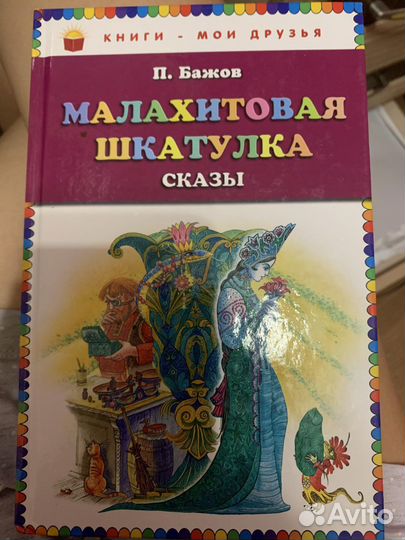 КНИГИ - МОИ ДРУЗЬЯ
П. Бажов
МАЛАХИТОВАЯ
ШКАТУЛКА
СКАЗЫ
Avito